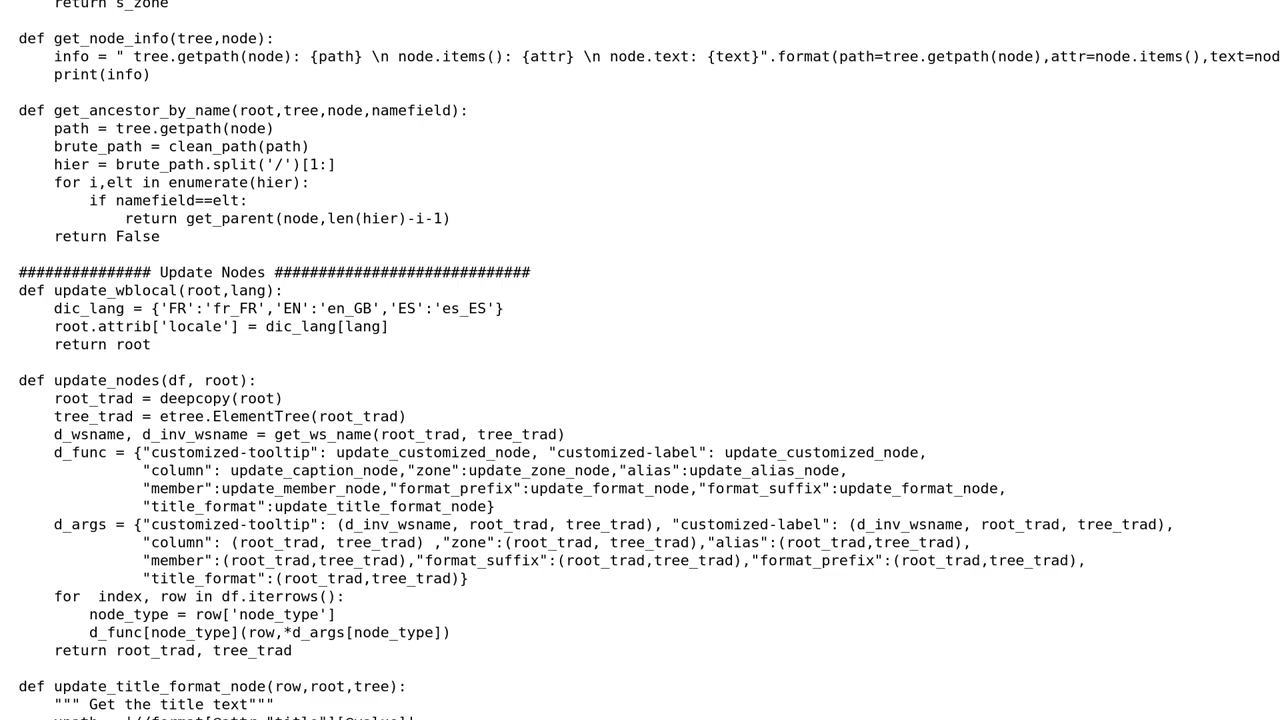 return s_zone
def get_node_info(tree,node):
info = " tree.getpath(node): {path} \n node.items(): {attr} \n node.text: {text}".format(path=tree.getpath(node),attr=node.items(),text=nod
print(info)
def get_ancestor_by_name(root,tree,node,namefield):
path = tree.getpath(node)
brute_path = clean_path(path)
hier = brute_path.split('/')[1:]
for i,elt in enumerate(hier):
if namefield==elt:
return get_parent(node,len(hier)-i-1)
return False
############### Update Nodes #############################
def update_wblocal(root,lang):
dic_lang = {'FR':'fr_FR','EN':'en_GB','ES':'es_ES'}
root.attrib['locale'] = dic_lang[lang]
return root
def update_nodes(df, root):
root_trad = deepcopy(root)
tree_trad = etree.ElementTree(root_trad)
d_wsname, d_inv_wsname = get_ws_name(root_trad, tree_trad)
d_func = {"customized-tooltip": update_customized_node, "customized-label": update_customized_node,
"column": update_caption_node,"zone":update_zone_node,"alias":update_alias_node,
"member":update_member_node,"format_prefix":update_format_node,"format_suffix":update_format_node,
"title_format":update_title_format_node}
d_args = {"customized-tooltip": (d_inv_wsname, root_trad, tree_trad), "customized-label": (d_inv_wsname, root_trad, tree_trad),
"column": (root_trad, tree_trad) ,"zone":(root_trad, tree_trad),"alias":(root_trad,tree_trad),
"member":(root_trad,tree_trad),"format_suffix":(root_trad,tree_trad),"format_prefix":(root_trad,tree_trad),
"title_format":(root_trad,tree_trad)}
for  index, row in df.iterrows():
node_type = row['node_type']
d_func[node_type](row,*d_args[node_type])
return root_trad, tree_trad
def update_title_format_node(row,root,tree):
""" Get the title text"""